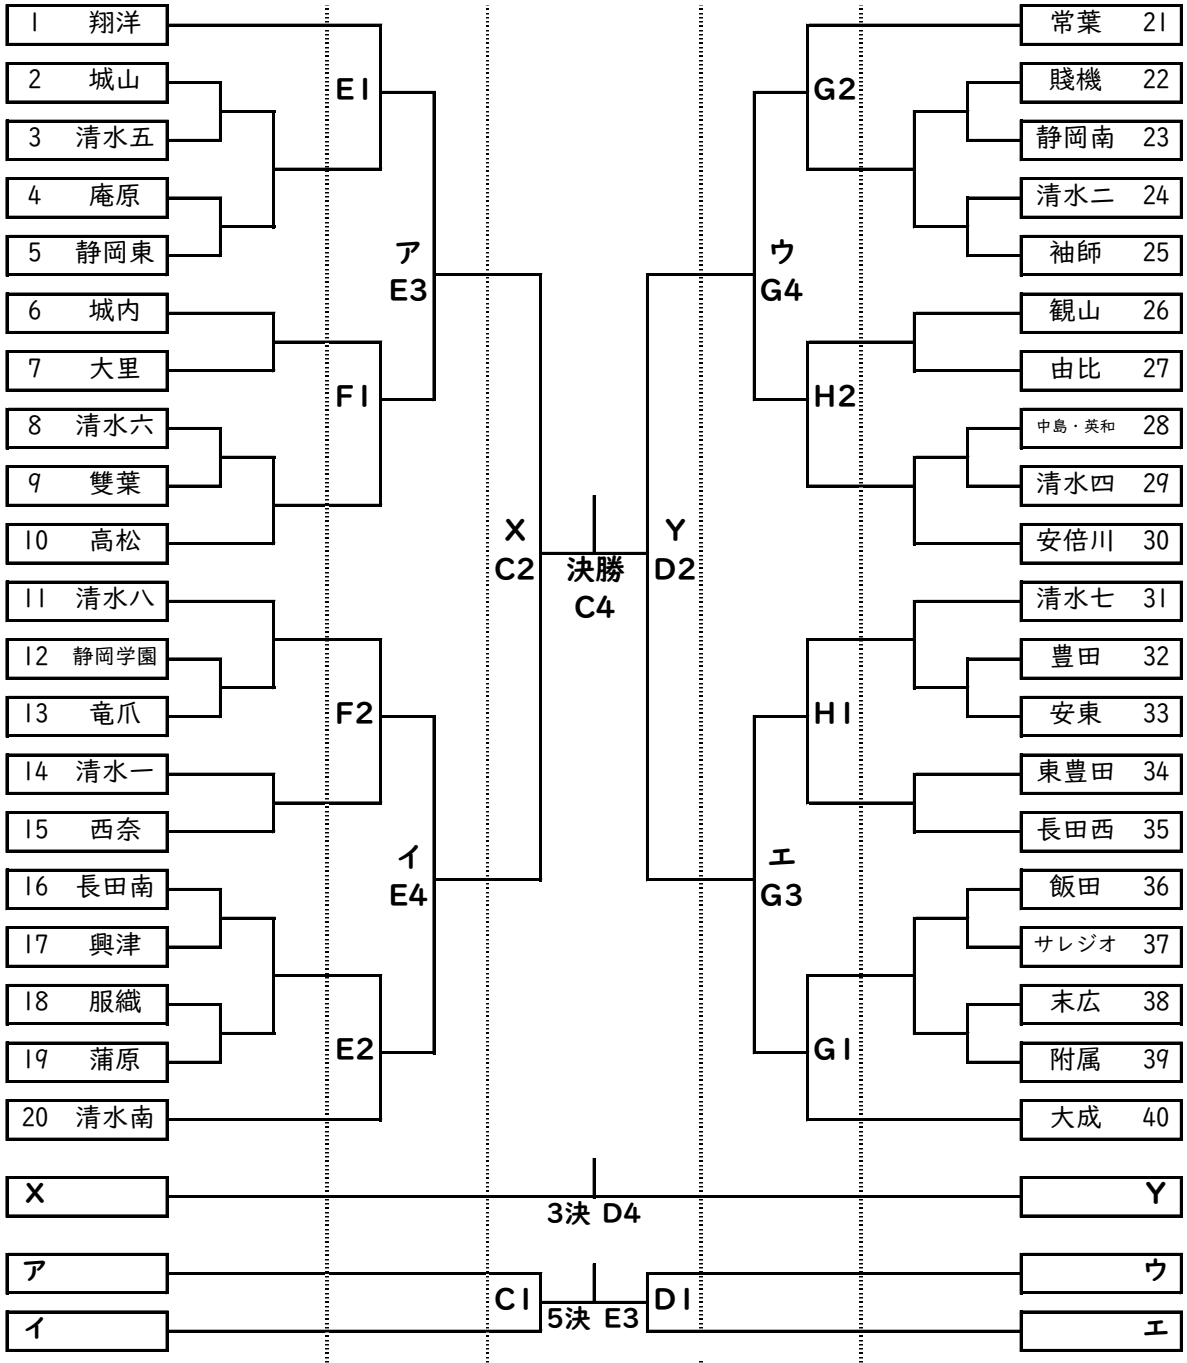 1 翔洋
2 城山
3 清水五
4 庵原
5 静岡東
6 城内
7 大里
8 清水六
9 雙葉
10 高松
11 清水八
12 静岡学園
13 竜爪
14 清水一
15 西奈
16 長田南
17 興津
18 服織
19 蒲原
20 清水南
E1
ア
E3
F1
F2
イ
E4
E2
X
C2
決勝
C4
Y
D2
G2
ウ
G4
H2
H1
エ
G3
G1
常葉 21
賤機 22
静岡南 23
清水二 24
袖師 25
観山 26
由比 27
中島・英和 28
清水四 29
安倍川 30
清水七 31
豊田 32
安東 33
東豊田 34
長田西 35
飯田 36
サレジオ 37
末広 38
附属 39
大成 40
X
3決 D4
Y
ア
イ
C1
5決 E3
D1
ウ
エ